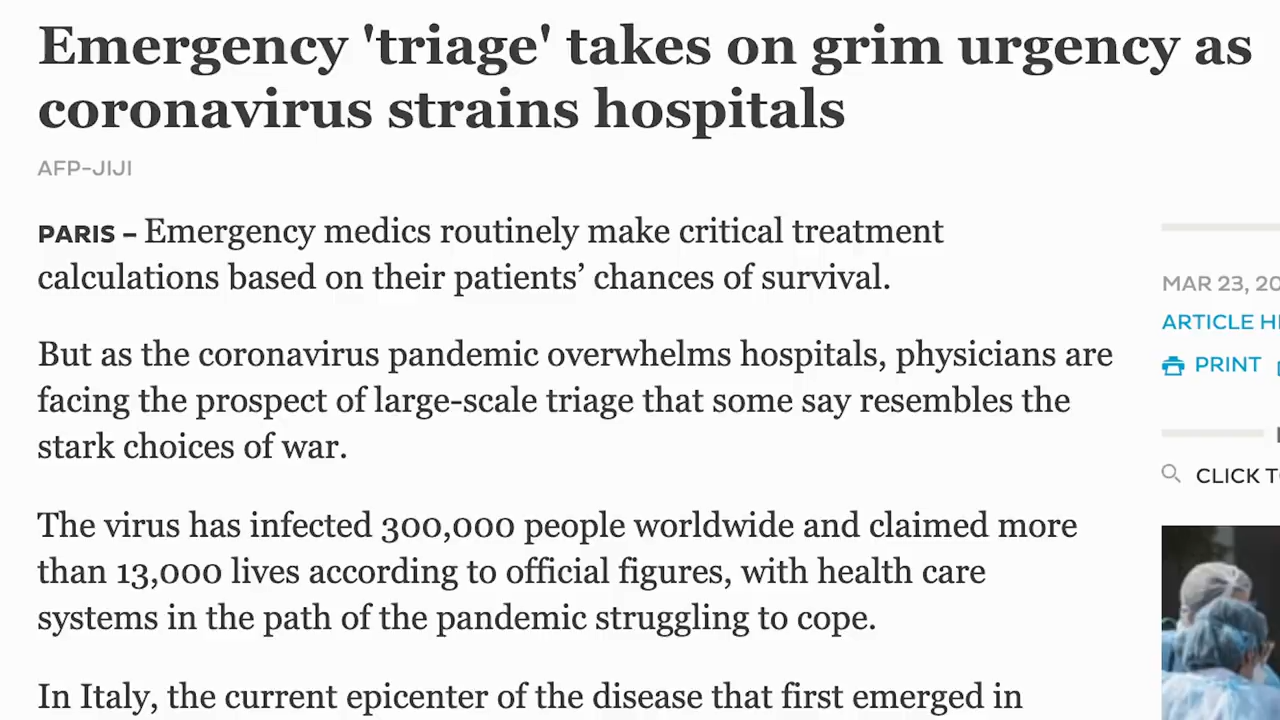 Emergency 'triage' takes on grim urgency as
coronavirus strains hospitals
AFP-JIJI
PARIS – Emergency medics routinely make critical treatment
calculations based on their patients’ chances of survival.
But as the coronavirus pandemic overwhelms hospitals, physicians are
facing the prospect of large-scale triage that some say resembles the
stark choices of war.
The virus has infected 300,000 people worldwide and claimed more
than 13,000 lives according to official figures, with health care
systems in the path of the pandemic struggling to cope.
In Italy, the current epicenter of the disease that first emerged in
MAR 23, 20
ARTICLE HI
PRINT
CLICK T